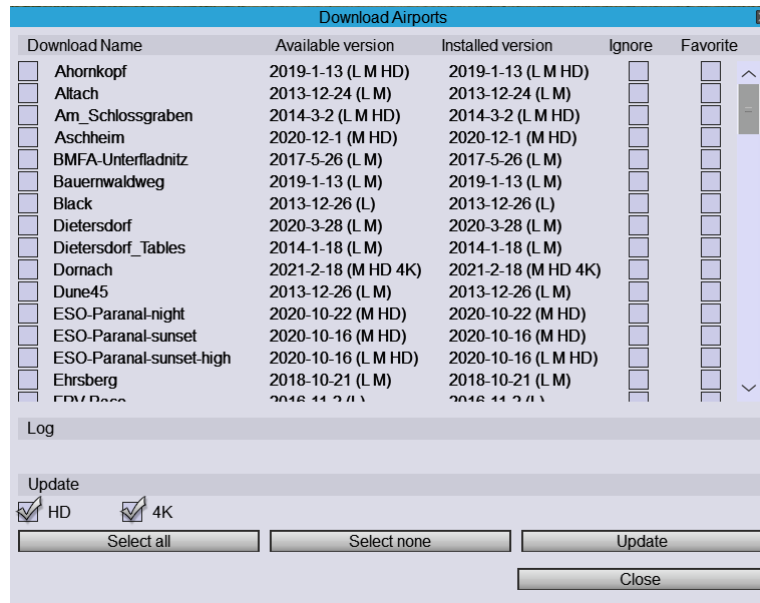 Download Airports
Download Name Available version Installed version Ignore Favorite
Ahornkopf 2019-1-13 (L M HD) 2019-1-13 (L M HD)
Altach 2013-12-24 (L M) 2013-12-24 (L M)
Am_Schlossgraben 2014-3-2 (L M HD) 2014-3-2 (L M HD)
Aschheim 2020-12-1 (M HD) 2020-12-1 (M HD)
BMFA-Unterfladnitz 2017-5-26 (L M) 2017-5-26 (L M)
Bauernwaldweg 2019-1-13 (L M) 2019-1-13 (L M)
Black 2013-12-26 (L) 2013-12-26 (L)
Dietersdorf 2020-3-28 (L M) 2020-3-28 (L M)
Dietersdorf_Tables 2014-1-18 (L M) 2014-1-18 (L M)
Dornach 2021-2-18 (M HD 4K) 2021-2-18 (M HD 4K)
Dune45 2013-12-26 (L M) 2013-12-26 (L M)
ESO-Paranal-night 2020-10-22 (M HD) 2020-10-22 (M HD)
ESO-Paranal-sunset 2020-10-16 (M HD) 2020-10-16 (M HD)
ESO-Paranal-sunset-high 2020-10-16 (L M HD) 2020-10-16 (L M HD)
Ehrsberg 2018-10-21 (L M) 2018-10-21 (L M)
Log
Update
HD 4K
Select all Select none Update
Close